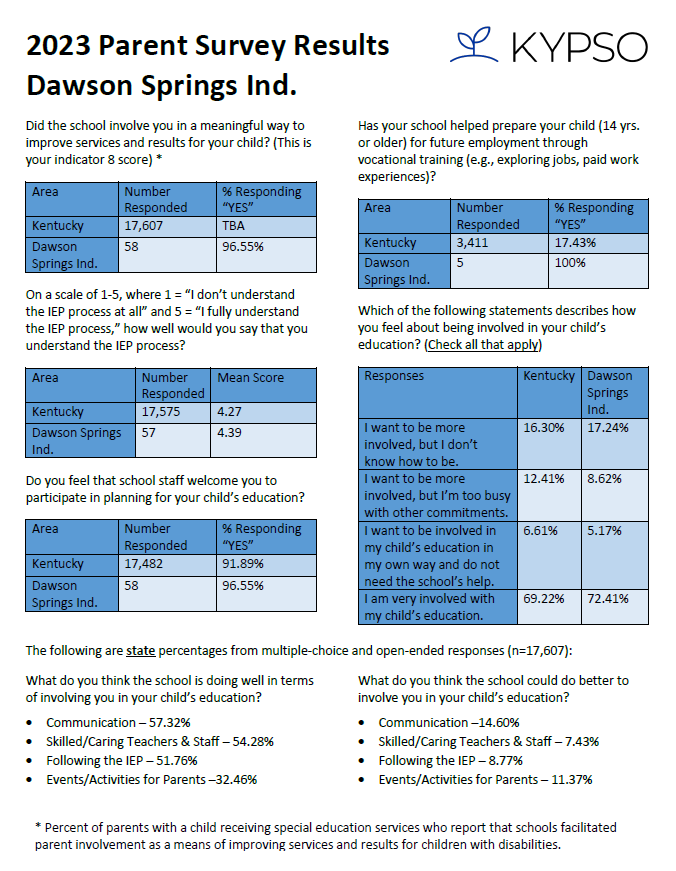 2023 Parent Survey Results
Dawson Springs Ind.
KYPSO
Did the school involve you in a meaningful way to
improve services and results for your child? (This is
your indicator 8 score) *
Area Number Responded % Responding “YES”
Kentucky 17,607 TBA
Dawson Springs Ind. 58 96.55%
On a scale of 1-5, where 1 = “I don’t understand
the IEP process at all” and 5 = “I fully understand
the IEP process,” how well would you say that you
understand the IEP process?
Area Number Responded Mean Score
Kentucky 17,575 4.27
Dawson Springs Ind. 57 4.39
Do you feel that school staff welcome you to
participate in planning for your child’s education?
Area Number Responded % Responding “YES”
Kentucky 17,482 91.89%
Dawson Springs Ind. 58 96.55%
Has your school helped prepare your child (14 yrs.
or older) for future employment through
vocational training (e.g., exploring jobs, paid work
experiences)?
Area Number Responded % Responding “YES”
Kentucky 3,411 17.43%
Dawson Springs Ind. 5 100%
Which of the following statements describes how
you feel about being involved in your child’s
education? (Check all that apply)
Responses Kentucky Dawson Springs Ind.
I want to be more involved, but I don’t know how to be. 16.30% 17.24%
I want to be more involved, but I’m too busy with other commitments. 12.41% 8.62%
I want to be involved in my child’s education in my own way and do not need the school’s help. 6.61% 5.17%
I am very involved with my child’s education. 69.22% 72.41%
The following are state percentages from multiple-choice and open-ended responses (n=17,607):
What do you think the school is doing well in terms
of involving you in your child’s education?
• Communication – 57.32%
• Skilled/Caring Teachers & Staff – 54.28%
• Following the IEP – 51.76%
• Events/Activities for Parents –32.46%
What do you think the school could do better to
involve you in your child’s education?
• Communication –14.60%
• Skilled/Caring Teachers & Staff – 7.43%
• Following the IEP – 8.77%
• Events/Activities for Parents – 11.37%
* Percent of parents with a child receiving special education services who report that schools facilitated
parent involvement as a means of improving services and results for children with disabilities.